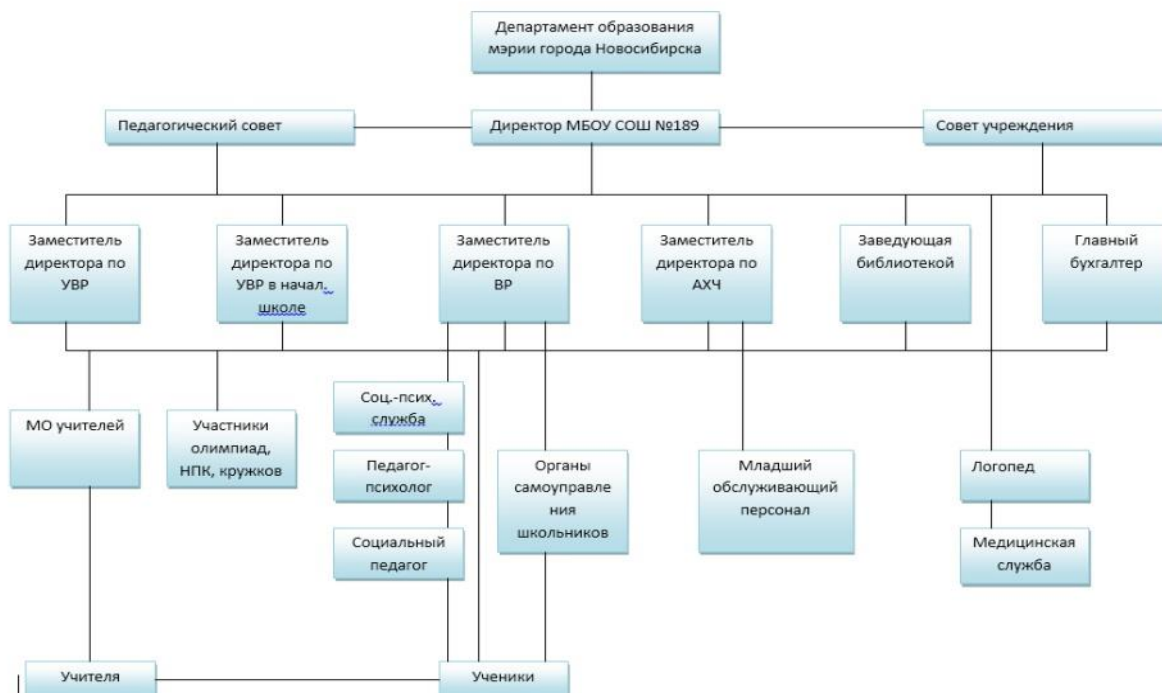 Департамент образования
мэрии города Новосибирска
Педагогический совет
Директор МБОУ СОШ №189
Совет учреждения
Заместитель
директора по
УВР
Заместитель
директора по
УВР в начал.
школе
Заместитель
директора по
ВР
Заместитель
директора по
АХЧ
Заведующая
библиотекой
Главный
бухгалтер
МО учителей
Участники
олимпиад,
НПК, кружков
Соц.-псих.
служба
Педагог-
психолог
Социальный
педагог
Органы
самоуправле
ния
школьников
Младший
обслуживающий
персонал
Логопед
Медицинская
служба
Учителя
Ученики